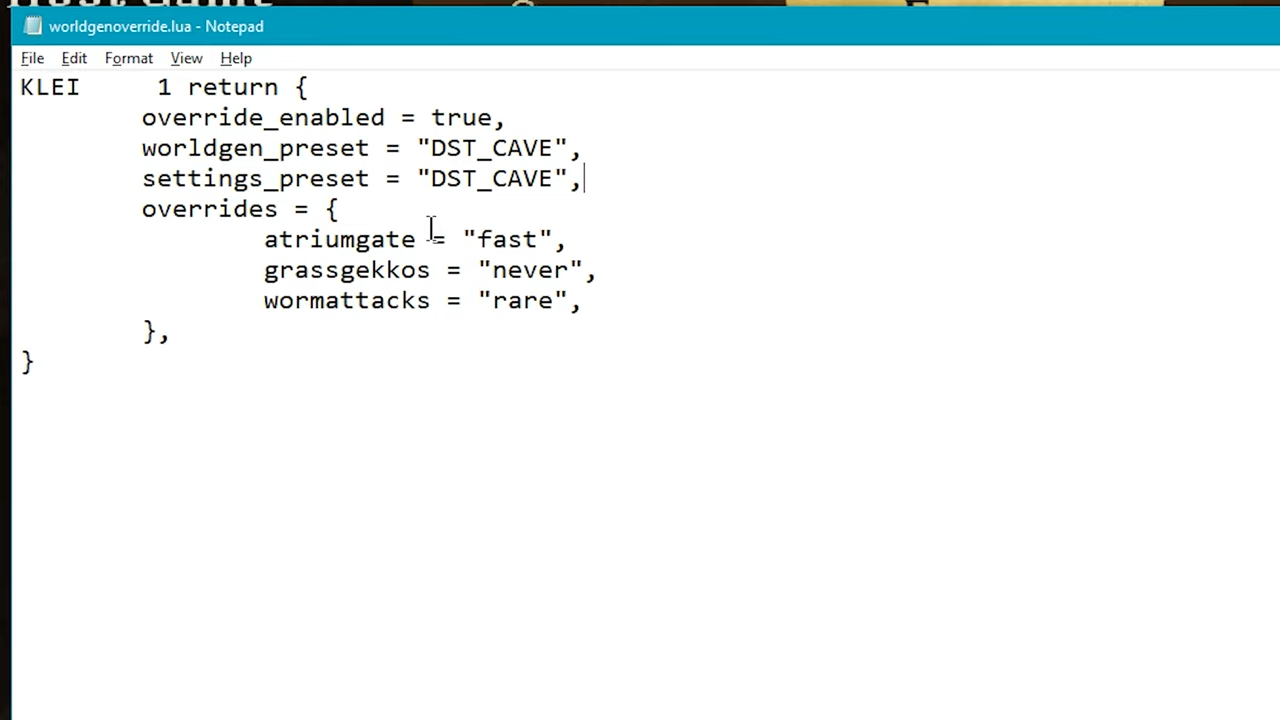 worldgenoverride.lua - Notepad
File Edit Format View Help
KLEI     1 return {
override_enabled = true,
worldgen_preset = "DST_CAVE",
settings_preset = "DST_CAVE",
overrides = {
atriumgate = "fast",
grassgekkos = "never",
wormattacks = "rare",
},
}